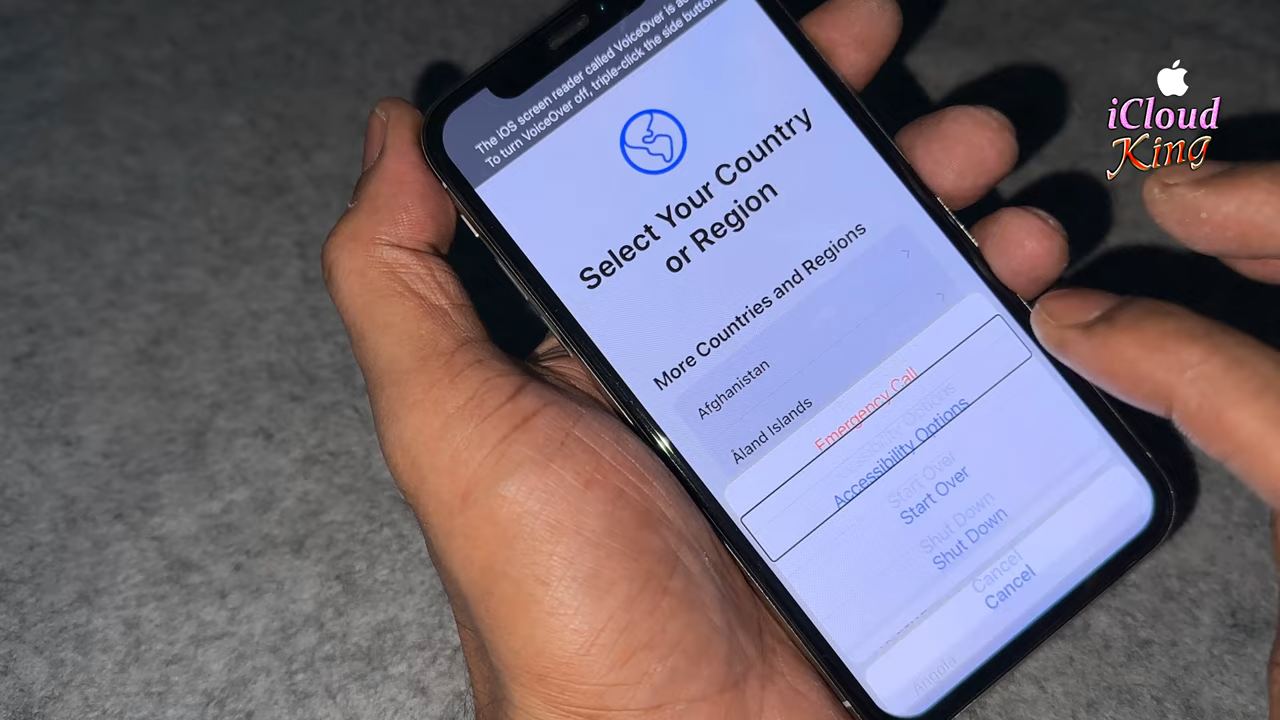 The iOS screen reader called VoiceOver is
To turn VoiceOver off, triple-click the side button
Select Your Country
or Region
More Countries and Regions
Afghanistan
Åland Islands
Emergency Call
Accessibility Options
Start Over
Shut Down
Cancel
Angola
iCloud
King